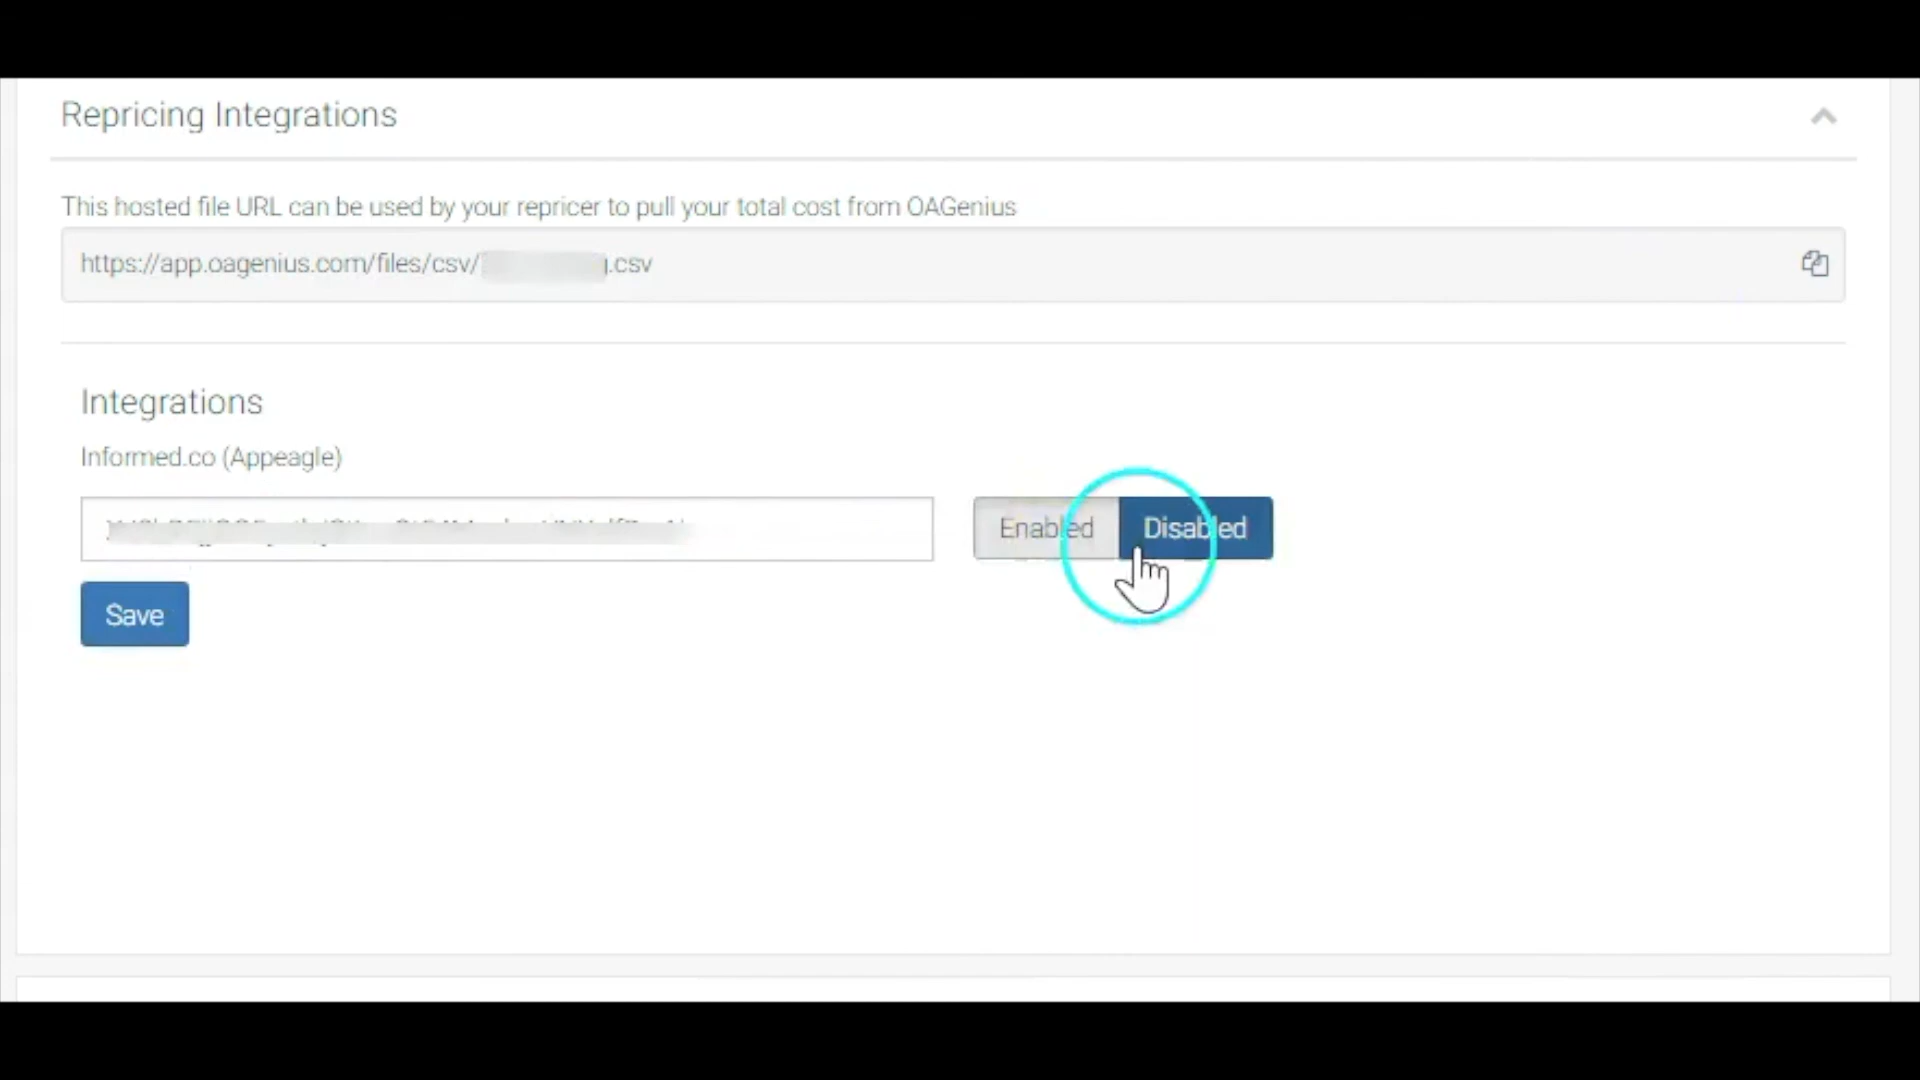 Repricing Integrations
This hosted file URL can be used by your repricer to pull your total cost from OAGenius
https://app.oagenius.com/files/csv/ .csv
Integrations
Informed.co (Appeagle)
Enabled Disabled
Save